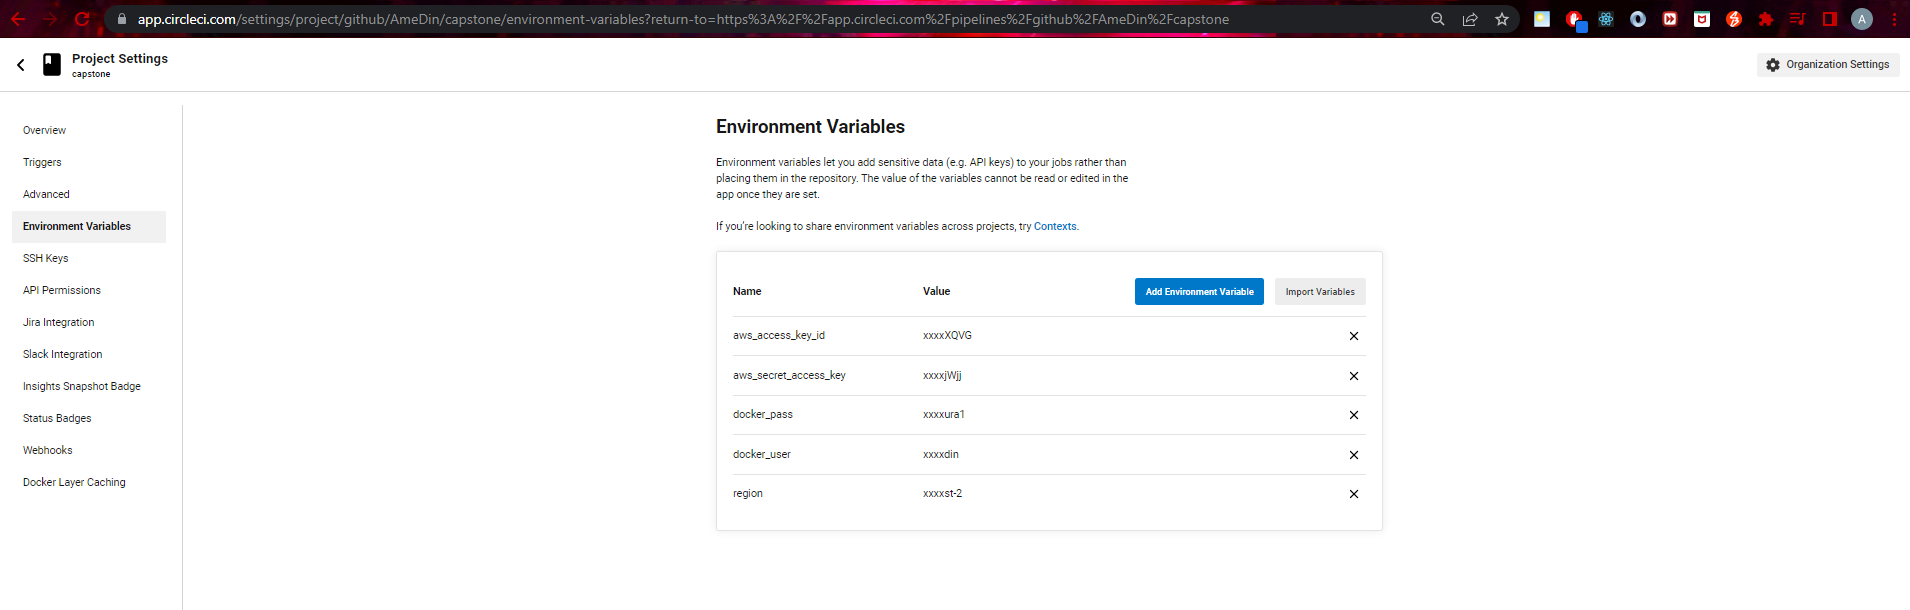 app.circleci.com/settings/project/github/AmeDin/capstone/environment-variables?return-to=https%3A%2F%2Fapp.circleci.com%2Fpipelines%2Fgithub%2FAmeDin%2Fcapstone
A
Project Settings
capstone
Organization Settings
Overview
Triggers
Advanced
Environment Variables
SSH Keys
API Permissions
Jira Integration
Slack Integration
Insights Snapshot Badge
Status Badges
Webhooks
Docker Layer Caching
Environment Variables
Environment variables let you add sensitive data (e.g. API keys) to your jobs rather than
placing them in the repository. The value of the variables cannot be read or edited in the
app once they are set.
If you're looking to share environment variables across projects, try Contexts.
Name Value Add Environment Variable Import Variables
aws_access_key_id xxxxXQVG
aws_secret_access_key xxxxjWjj
docker_pass xxxxura1
docker_user xxxxdin
region xxxxst-2